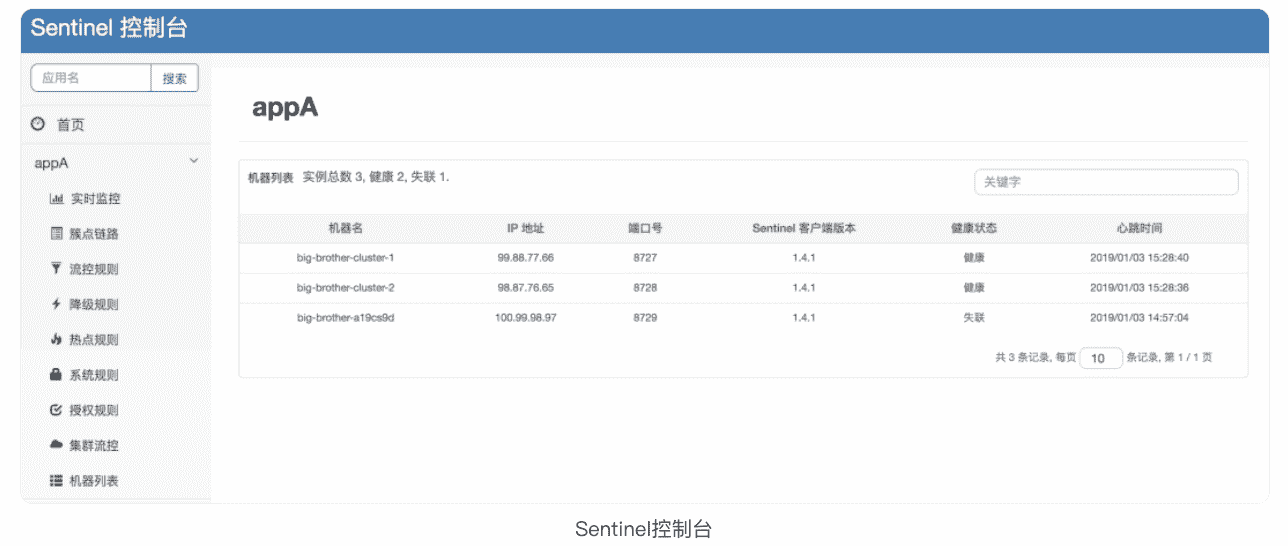 Sentinel 控制台
应用名 搜索
首页
appA
实时监控
簇点链路
流控规则
降级规则
热点规则
系统规则
授权规则
集群流控
机器列表
appA
机器列表 实例总数 3, 健康 2, 失联 1.
关键字
机器名 IP 地址 端口号 Sentinel 客户端版本 健康状态 心跳时间
big-brother-cluster-1 99.88.77.66 8727 1.4.1 健康 2019/01/03 15:28:40
big-brother-cluster-2 98.87.76.65 8728 1.4.1 健康 2019/01/03 15:28:36
big-brother-a19cs9d 100.99.98.97 8729 1.4.1 失联 2019/01/03 14:57:04
共 3 条记录, 每页 10 条记录, 第 1 / 1 页
Sentinel控制台